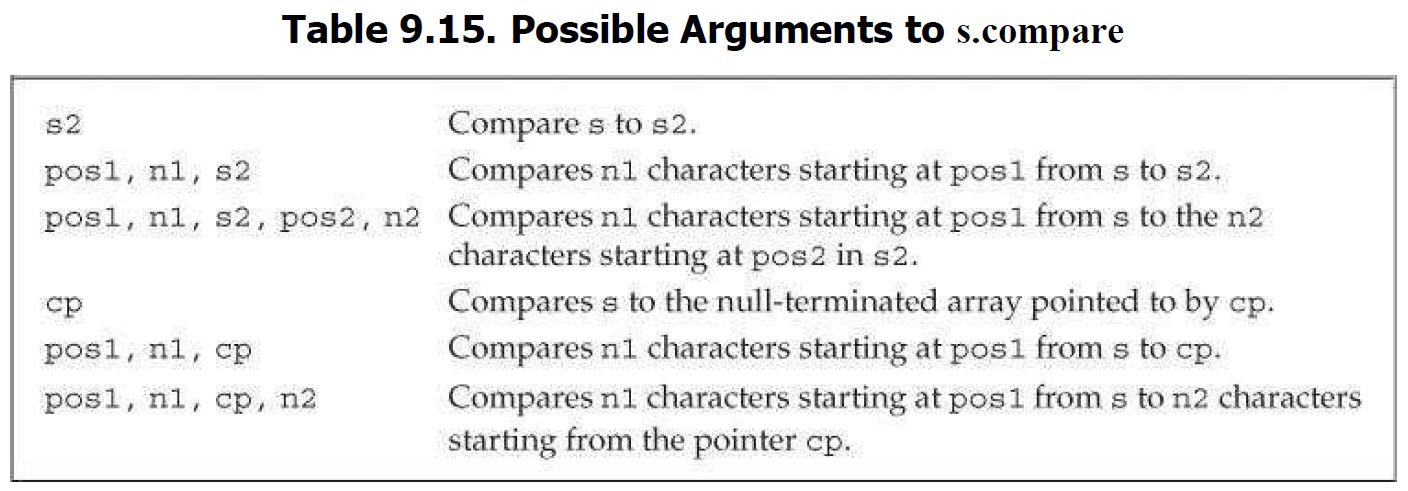 Table 9.15. Possible Arguments to s.compare
s2 Compare s to s2.
pos1, n1, s2 Compares n1 characters starting at pos1 from s to s2.
pos1, n1, s2, pos2, n2 Compares n1 characters starting at pos1 from s to the n2
characters starting at pos2 in s2.
cp Compares s to the null-terminated array pointed to by cp.
pos1, n1, cp Compares n1 characters starting at pos1 from s to cp.
pos1, n1, cp, n2 Compares n1 characters starting at pos1 from s to n2 characters
starting from the pointer cp.